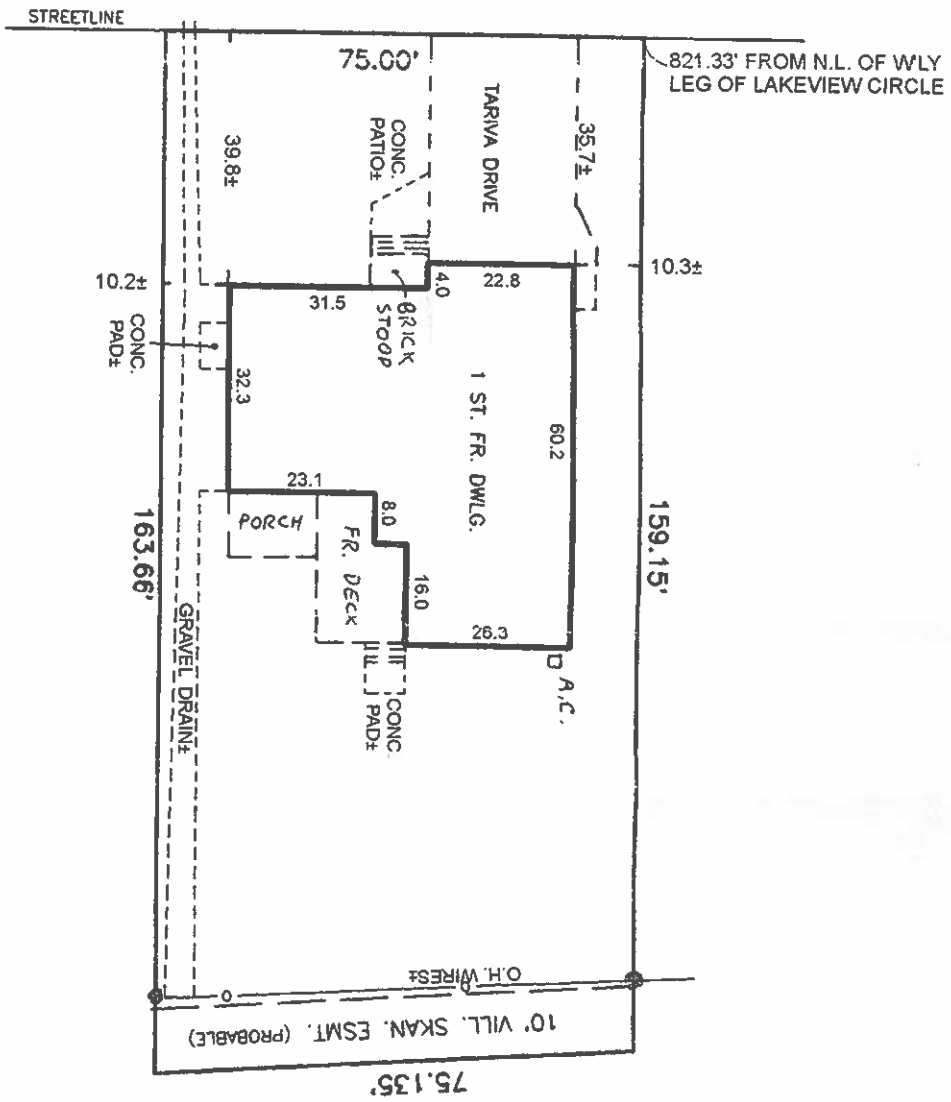 STREETLINE
821.33' FROM N.L. OF W'LY
LEG OF LAKEVIEW CIRCLE
75.00'
TARIVA DRIVE
35.7±
CONC.
PATIO±
39.8±
10.2±
10.3±
4.0
22.8
31.5
BRICK
STOOP
CONC.
PAD±
32.3
1 ST. FR. DWLG.
60.2
23.1
8.0
PORCH
FR. DECK
16.0
26.3
A.C.
CONC.
PAD±
163.66'
159.15'
GRAVEL DRAIN±
O.H. WIRES±
10' VILL. SKAN. ESMT. (PROBABLE)
75.135'